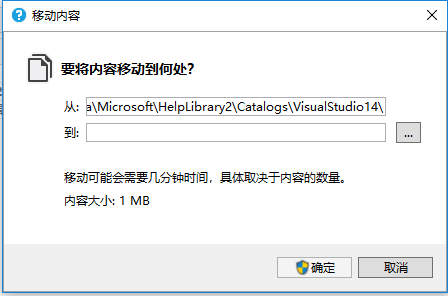 移动内容
要将内容移动到何处?
从: a\Microsoft\HelpLibrary2\Catalogs\VisualStudio14\
到: ...
移动可能会需要几分钟时间，具体取决于内容的数量。
内容大小: 1 MB
确定 取消